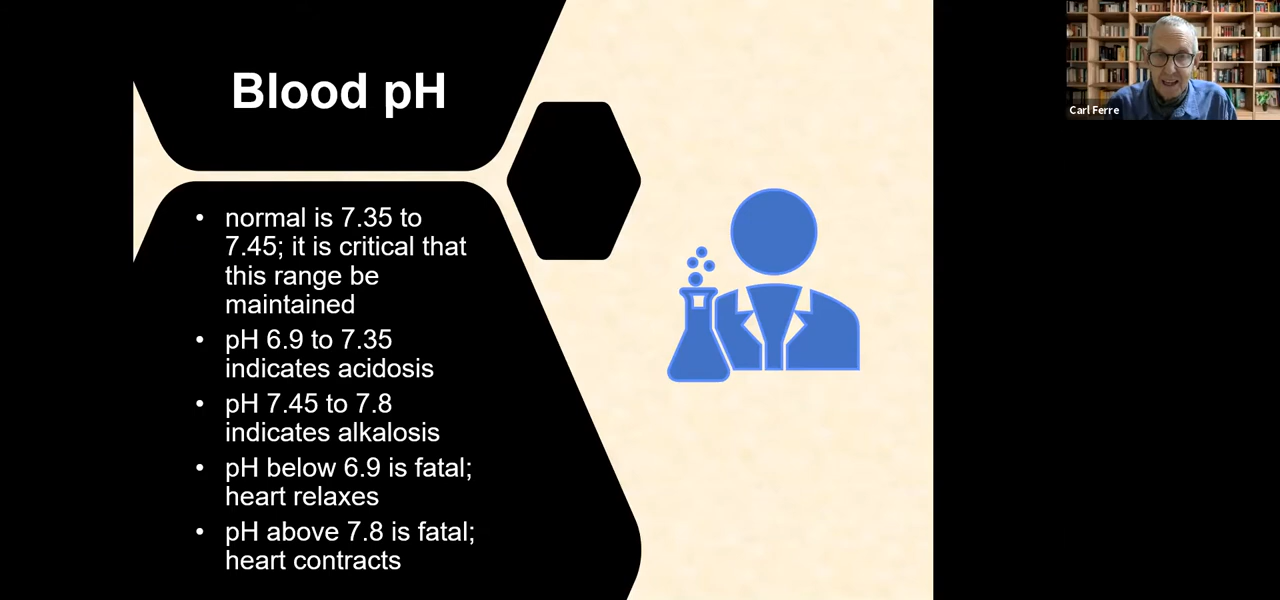 Blood pH
Carl Ferre
• normal is 7.35 to
7.45; it is critical that
this range be
maintained
• pH 6.9 to 7.35
indicates acidosis
• pH 7.45 to 7.8
indicates alkalosis
• pH below 6.9 is fatal;
heart relaxes
• pH above 7.8 is fatal;
heart contracts